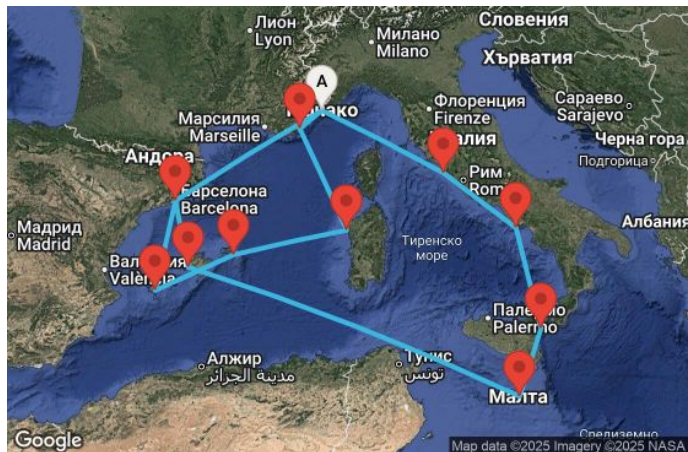 Словения
Лион
Lyon
Милано
Milano
Хърватия
A
Марсилия
Marseille
Флоренция
Firenze
Сараево
Sarajevo
Андора
Черна гора
Подгорица
Рим
Барселона
Barcelona
Мадрид
Madrid
Албания
Тиренско
море
València
Палермо
Palermo
Алжир
مدينة الجزائر
Тунис
تونس
Малта
Средиземно
Google
Map data ©2025 Imagery ©2025 NASA